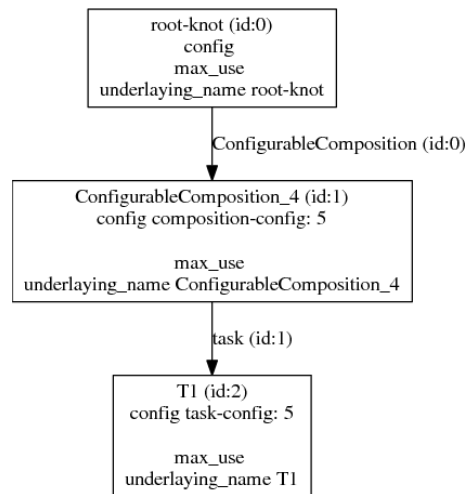 root-knot (id:0)
config
max_use
underlaying_name root-knot
ConfigurableComposition (id:0)
ConfigurableComposition_4 (id:1)
config composition-config: 5
max_use
underlaying_name ConfigurableComposition_4
task (id:1)
T1 (id:2)
config task-config: 5
max_use
underlaying_name T1